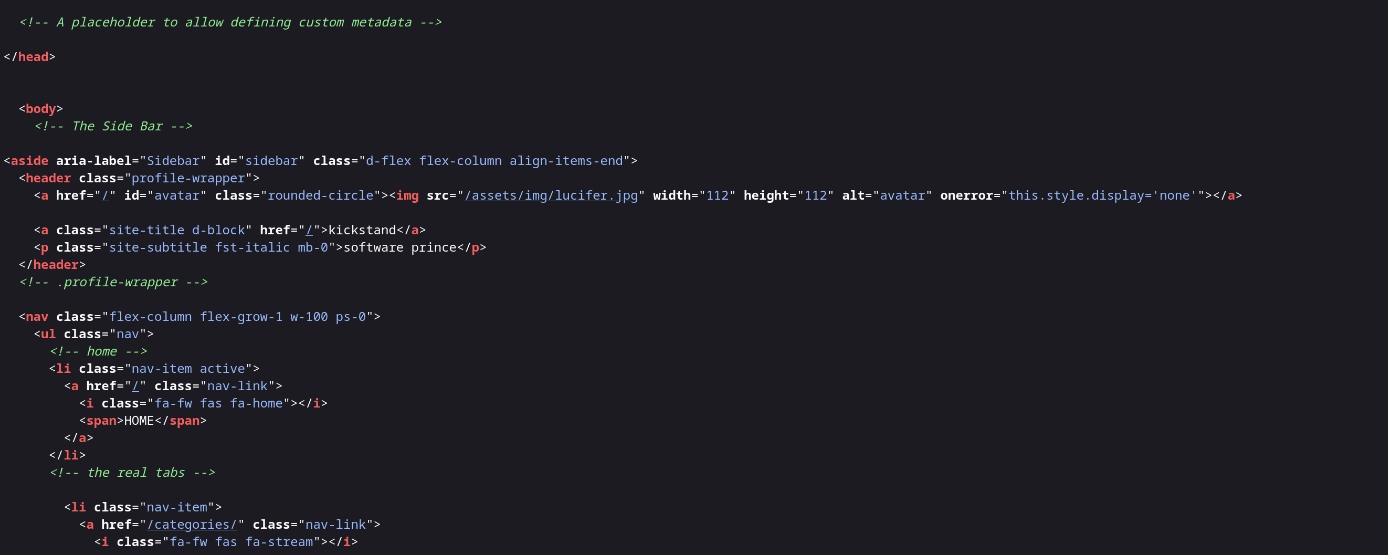 <!-- A placeholder to allow defining custom metadata -->
</head>
<body>
<!-- The Side Bar -->
<aside aria-label="Sidebar" id="sidebar" class="d-flex flex-column align-items-end">
<header class="profile-wrapper">
<a href="/" id="avatar" class="rounded-circle"><img src="/assets/img/lucifer.jpg" width="112" height="112" alt="avatar" onerror="this.style.display='none'"></a>
<a class="site-title d-block" href="/">kickstand</a>
<p class="site-subtitle fst-italic mb-0">software prince</p>
</header>
<!-- .profile-wrapper -->
<nav class="flex-column flex-grow-1 w-100 ps-0">
<ul class="nav">
<!-- home -->
<li class="nav-item active">
<a href="/" class="nav-link">
<i class="fa-fw fas fa-home"></i>
<span>HOME</span>
</a>
</li>
<!-- the real tabs -->
<li class="nav-item">
<a href="/categories/" class="nav-link">
<i class="fa-fw fas fa-stream"></i>